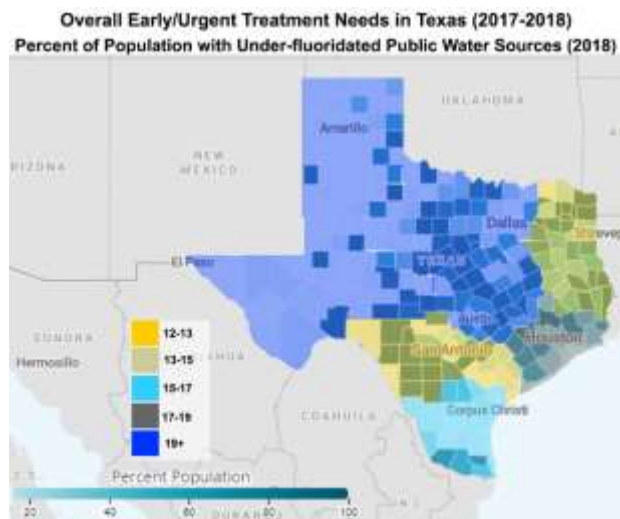 Overall Early/Urgent Treatment Needs in Texas (2017-2018)
Percent of Population with Under-fluoridated Public Water Sources (2018)
OKLAHOMA
Amarillo
NEW
MEXICO
Dallas
El Paso
TEXAS
Austin
Houston
San Antonio
SONORA
Hermosillo
COAHUILA
Corpus Christi
12-13
13-15
15-17
17-19
19+
Percent Population
20 40 60 80 100